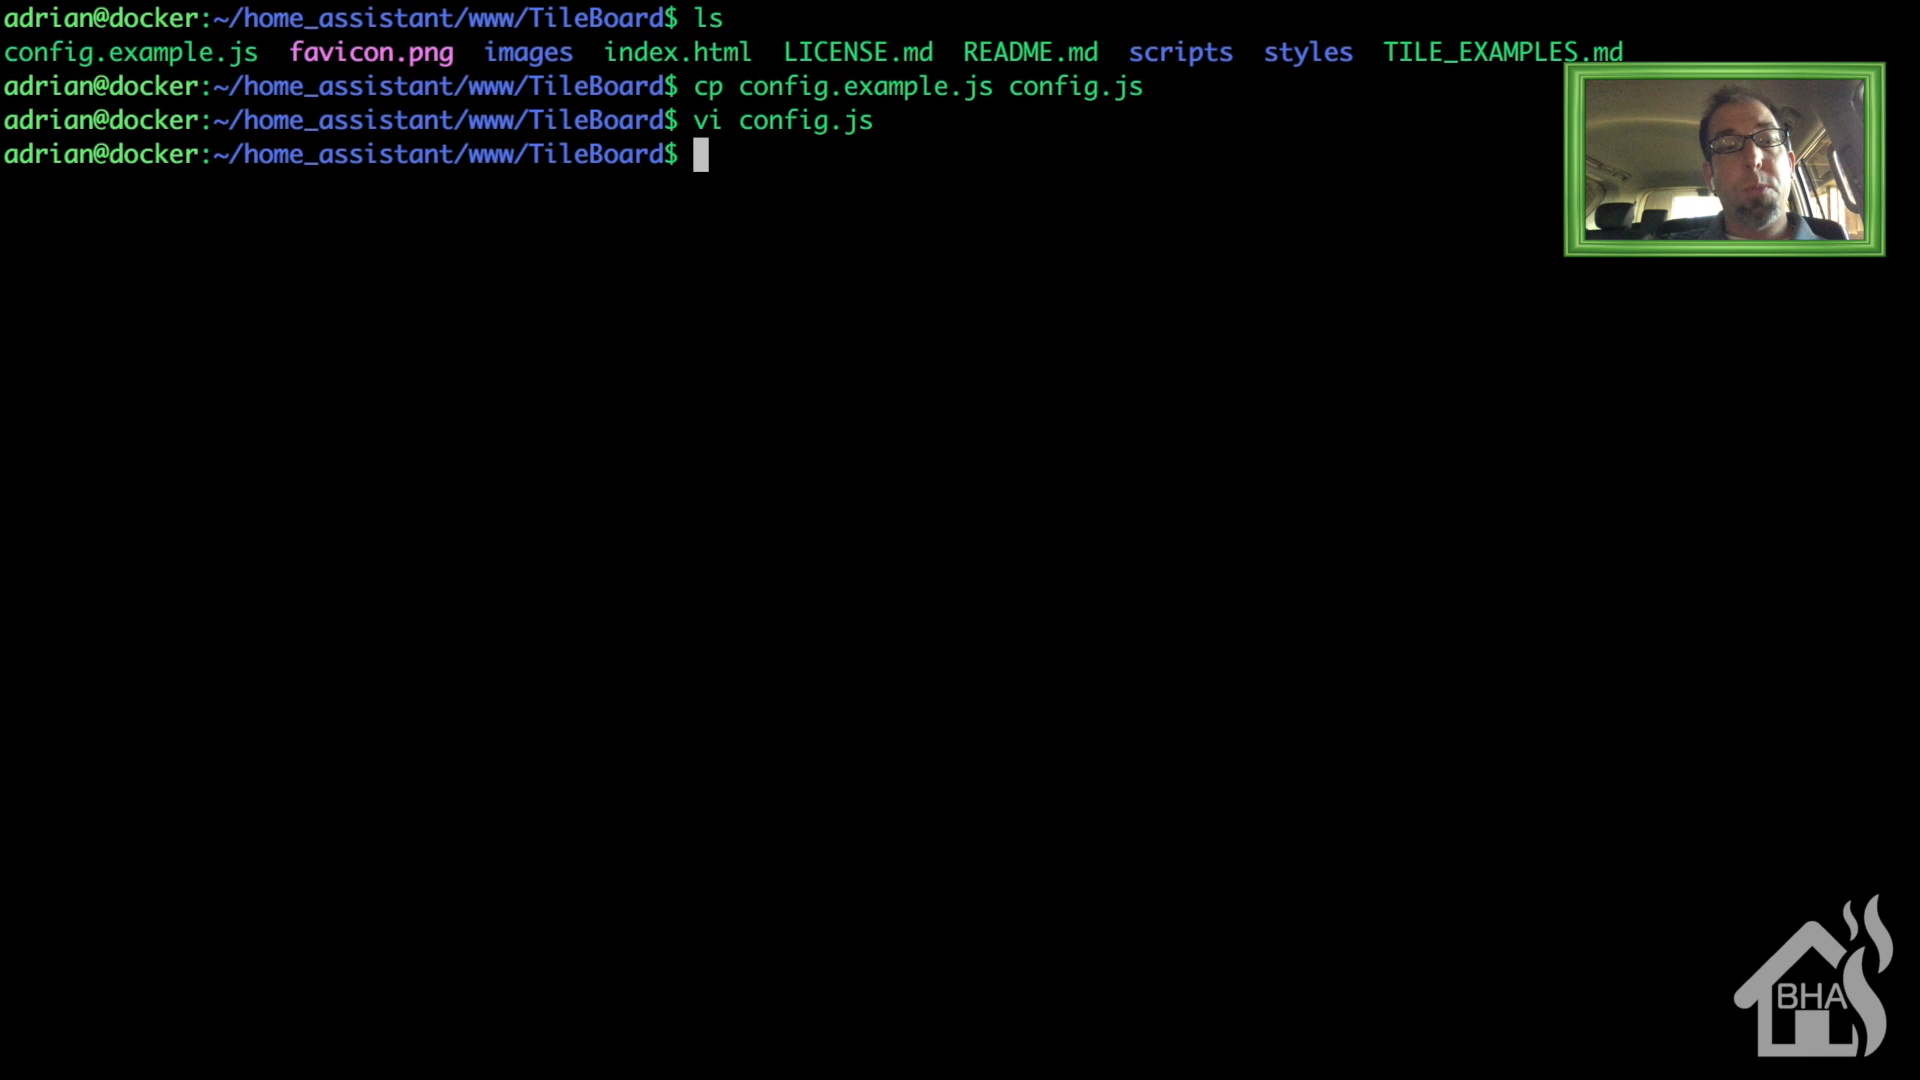 adrian@docker:~/home_assistant/www/TileBoard$ ls
config.example.js  favicon.png  images  index.html  LICENSE.md  README.md  scripts  styles  TILE_EXAMPLES.md
adrian@docker:~/home_assistant/www/TileBoard$ cp config.example.js config.js
adrian@docker:~/home_assistant/www/TileBoard$ vi config.js
adrian@docker:~/home_assistant/www/TileBoard$
BHA